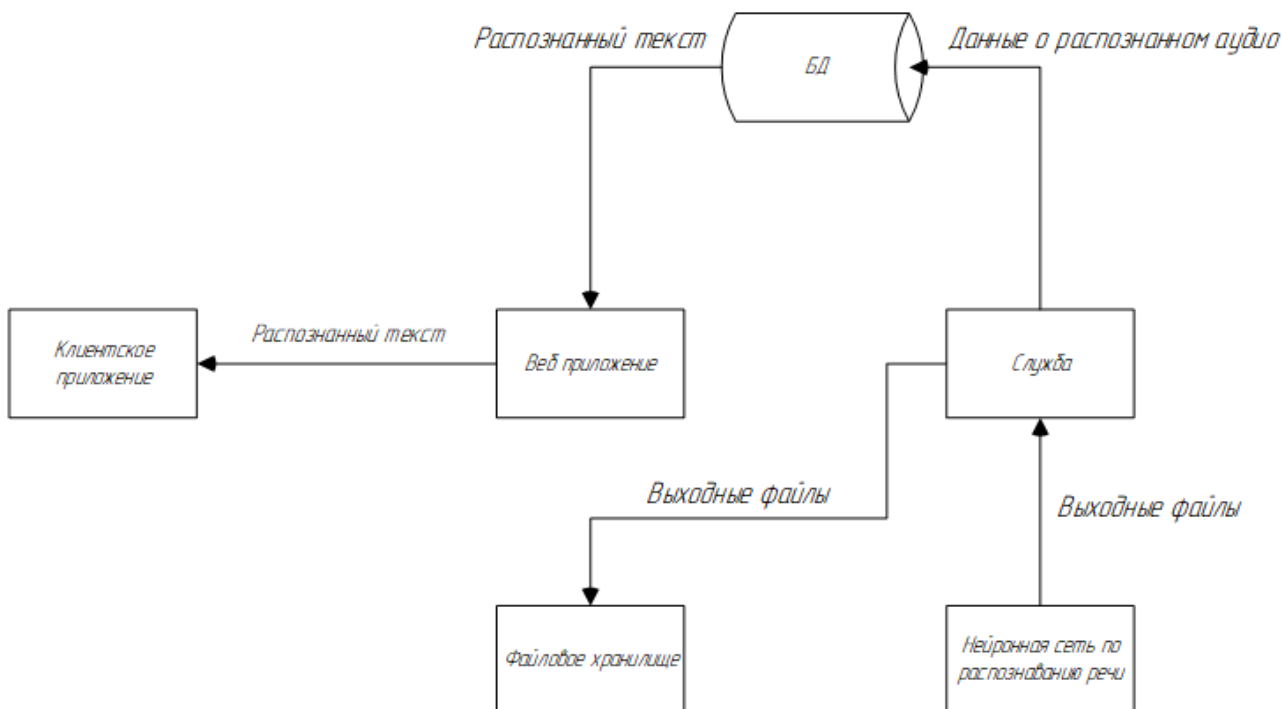 Распознанный текст
БД
Данные о распознанном аудио
Клиентское
приложение
Распознанный текст
Веб приложение
Служба
Выходные файлы
Выходные файлы
Файловое хранилище
Нейронная сеть по
распознаванию речи